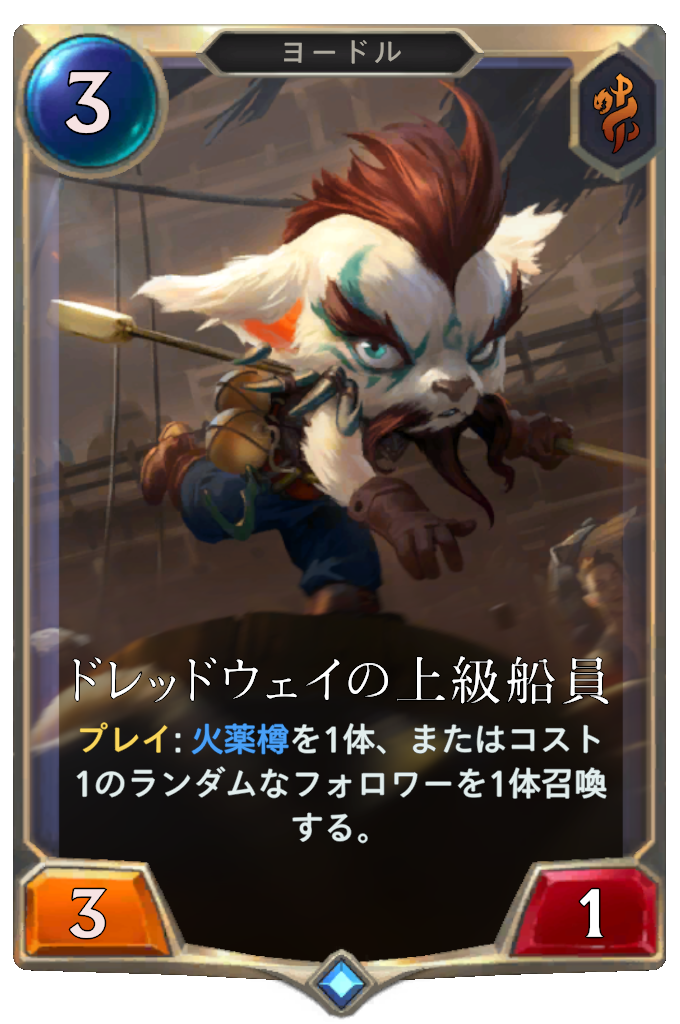 ヨードル
3
ドレッドウェイの上級船員
プレイ: 火薬樽を1体、またはコスト
1のランダムなフォロワーを1体召喚
する。
3
1